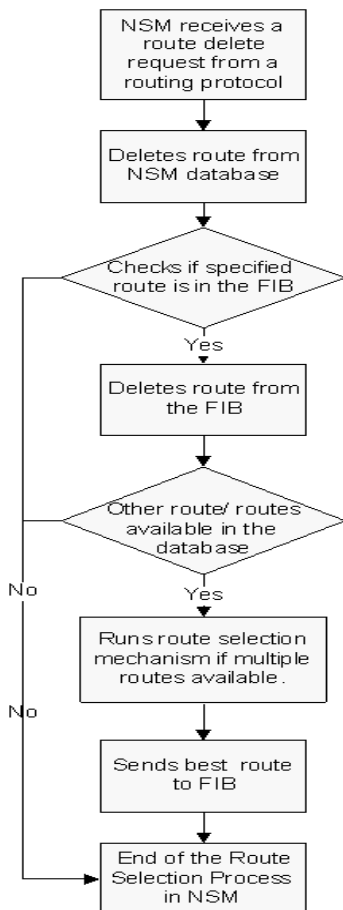 NSM receives a
route delete
request from a
routing protocol
Deletes route from
NSM database
Checks if specified
route is in the FIB
Yes
Deletes route from
the FIB
Other route/ routes
available in the
database
No
Yes
Runs route selection
mechanism if multiple
routes available.
No
Sends best route
to FIB
End of the Route
Selection Process
in NSM